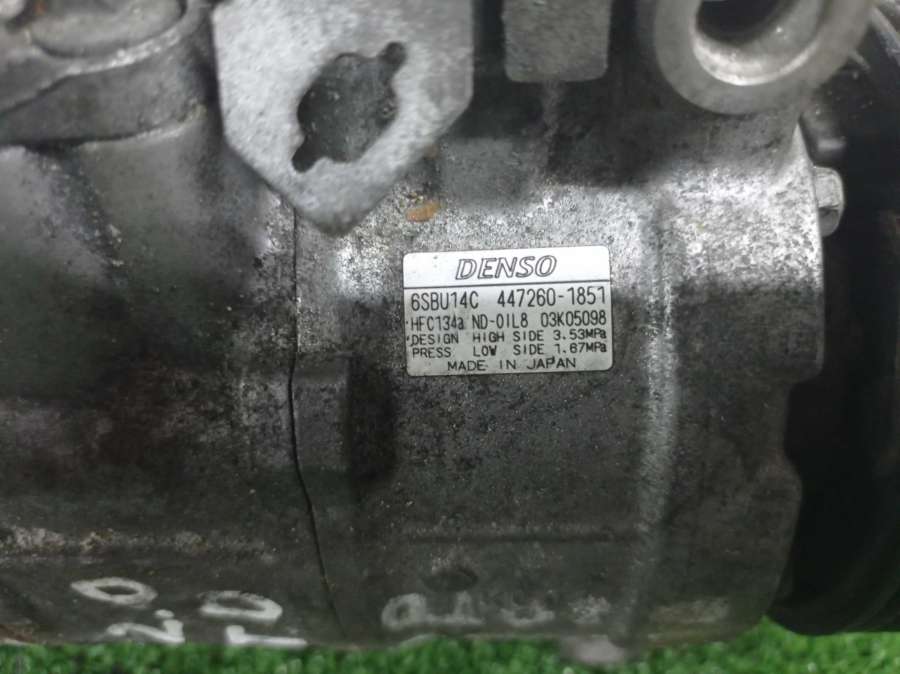 DENSO
6SBU14C 447260-1851
HFC134a ND-OIL8 03K05098
DESIGN HIGH SIDE 3.53MPa
PRESS LOW SIDE 1.67MPa
MADE IN JAPAN